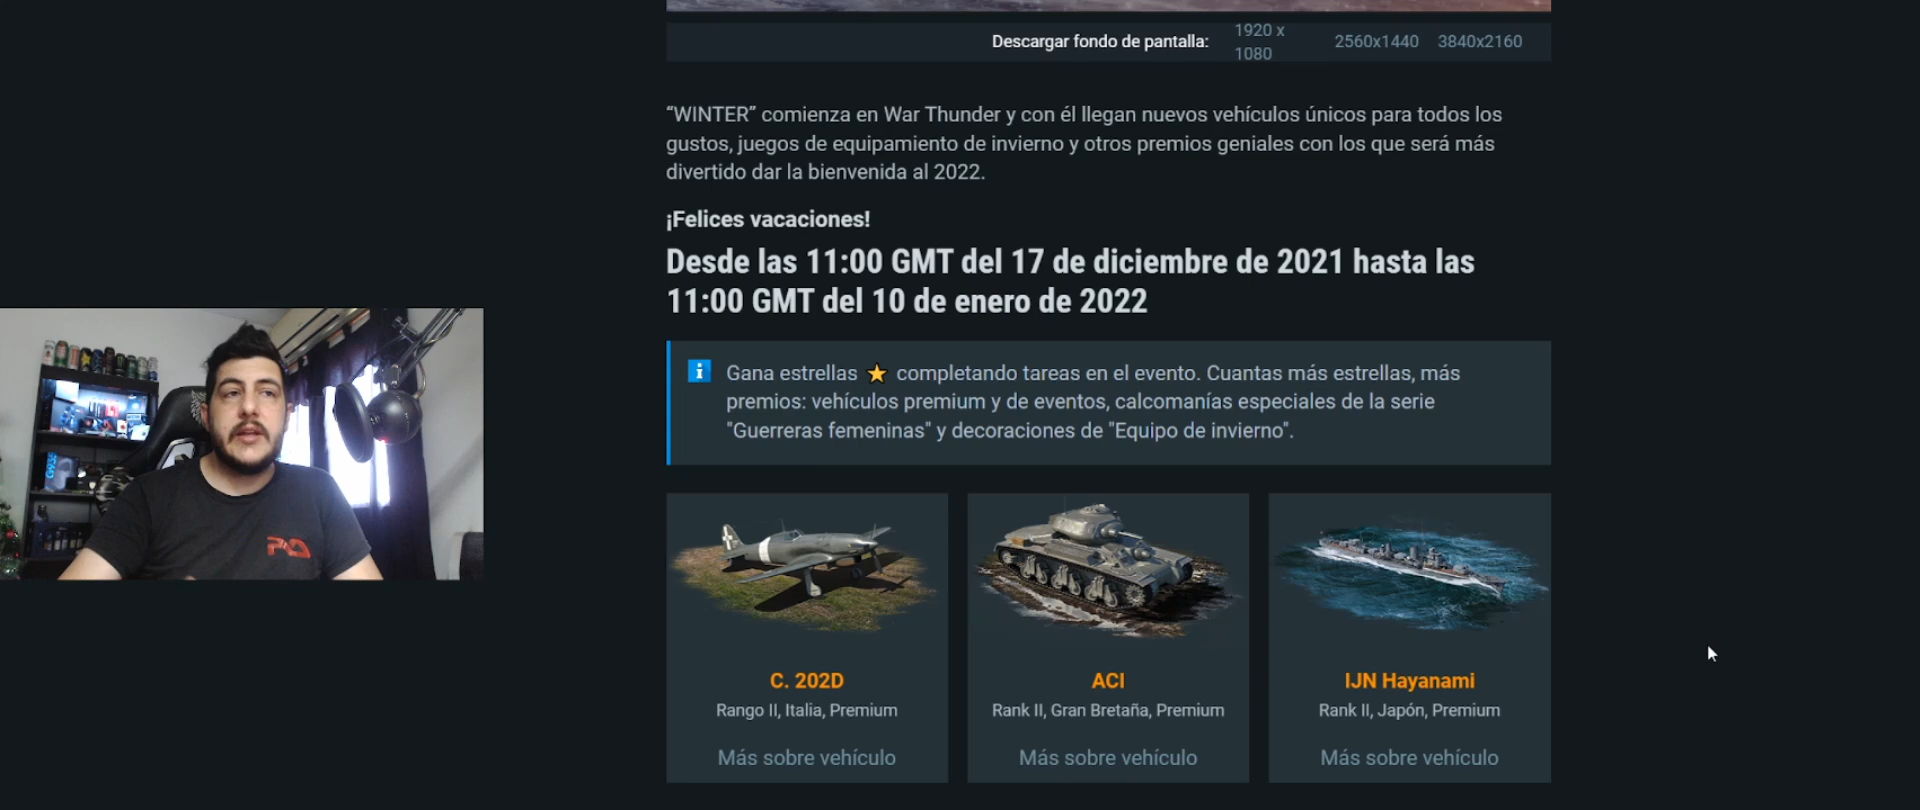 Descargar fondo de pantalla:
1920 x
1080
2560x1440
3840x2160
“WINTER” comienza en War Thunder y con él llegan nuevos vehículos únicos para todos los
gustos, juegos de equipamiento de invierno y otros premios geniales con los que será más
divertido dar la bienvenida al 2022.
¡Felices vacaciones!
Desde las 11:00 GMT del 17 de diciembre de 2021 hasta las
11:00 GMT del 10 de enero de 2022
Gana estrellas ⭐ completando tareas en el evento. Cuantas más estrellas, más
premios: vehículos premium y de eventos, calcomanías especiales de la serie
"Guerreras femeninas" y decoraciones de "Equipo de invierno".
C. 202D
Rango II, Italia, Premium
Más sobre vehículo
ACI
Rank II, Gran Bretaña, Premium
Más sobre vehículo
IJN Hayanami
Rank II, Japón, Premium
Más sobre vehículo